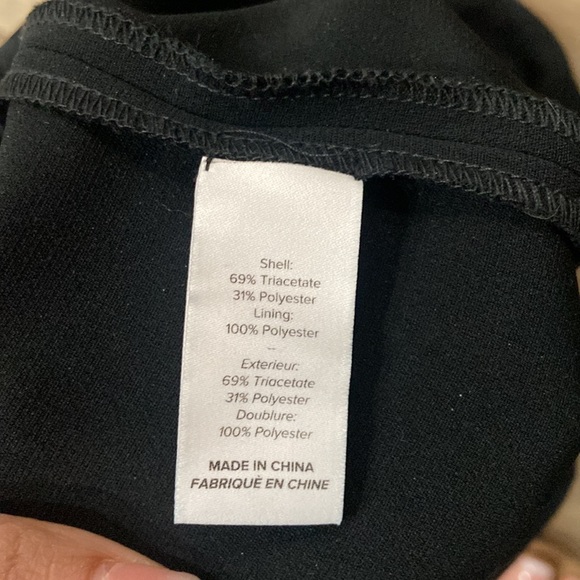 Shell:
69% Triacetate
31% Polyester
Lining:
100% Polyester
--
Exterieur:
69% Triacetate
31% Polyester
Doublure:
100% Polyester
MADE IN CHINA
FABRIQUÈ EN CHINE